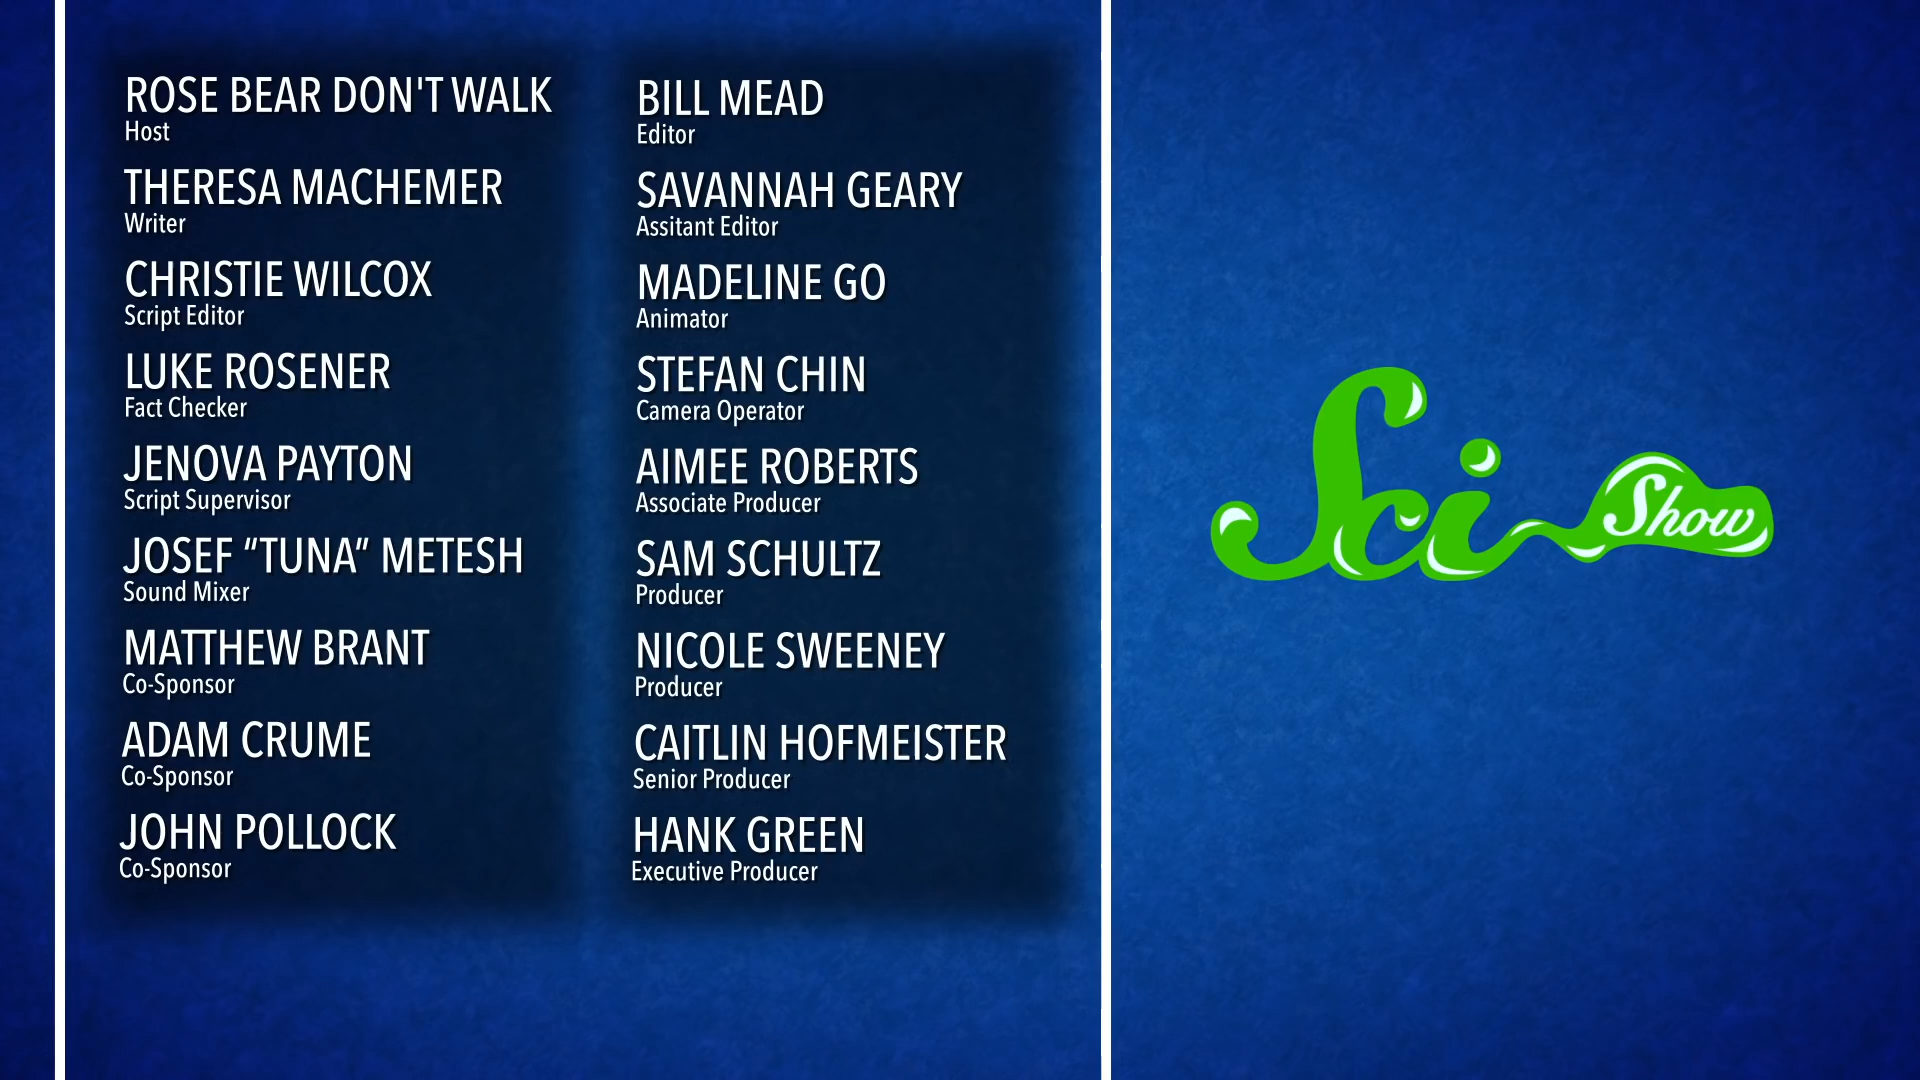 ROSE BEAR DON'T WALK
Host
THERESA MACHEMER
Writer
CHRISTIE WILCOX
Script Editor
LUKE ROSENER
Fact Checker
JENOVA PAYTON
Script Supervisor
JOSEF “TUNA” METESH
Sound Mixer
MATTHEW BRANT
Co-Sponsor
ADAM CRUME
Co-Sponsor
JOHN POLLOCK
Co-Sponsor
BILL MEAD
Editor
SAVANNAH GEARY
Assitant Editor
MADELINE GO
Animator
STEFAN CHIN
Camera Operator
AIMEE ROBERTS
Associate Producer
SAM SCHULTZ
Producer
NICOLE SWEENEY
Producer
CAITLIN HOFMEISTER
Senior Producer
HANK GREEN
Executive Producer
Sci Show